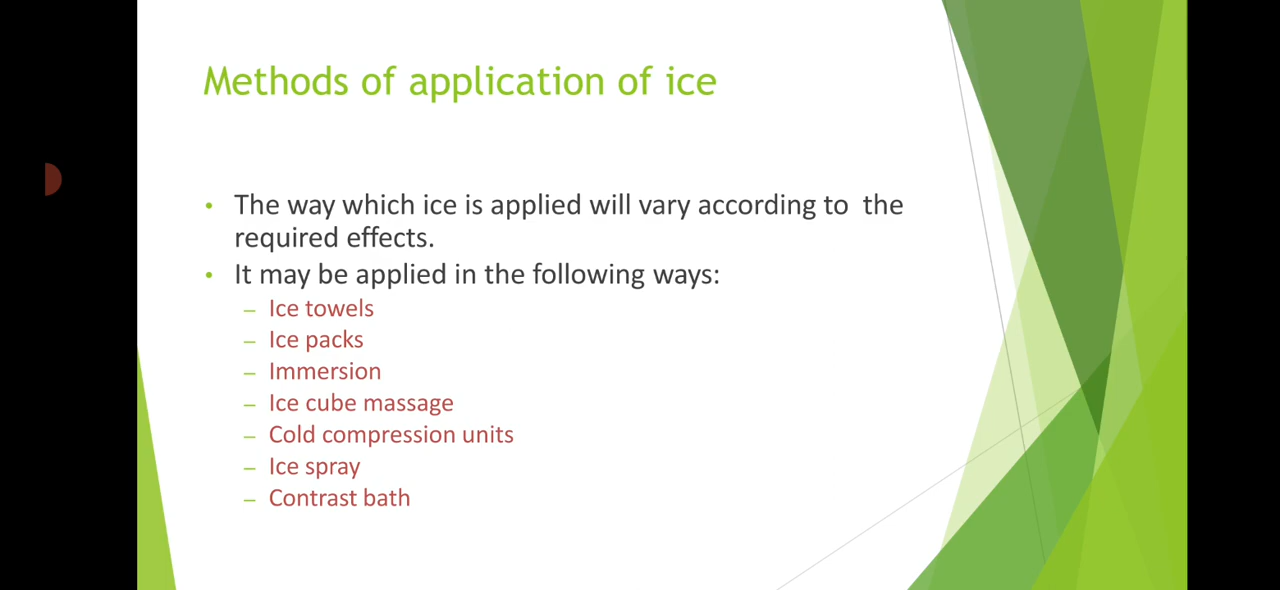 Methods of application of ice
• The way which ice is applied will vary according to the
required effects.
• It may be applied in the following ways:
– Ice towels
– Ice packs
– Immersion
– Ice cube massage
– Cold compression units
– Ice spray
– Contrast bath